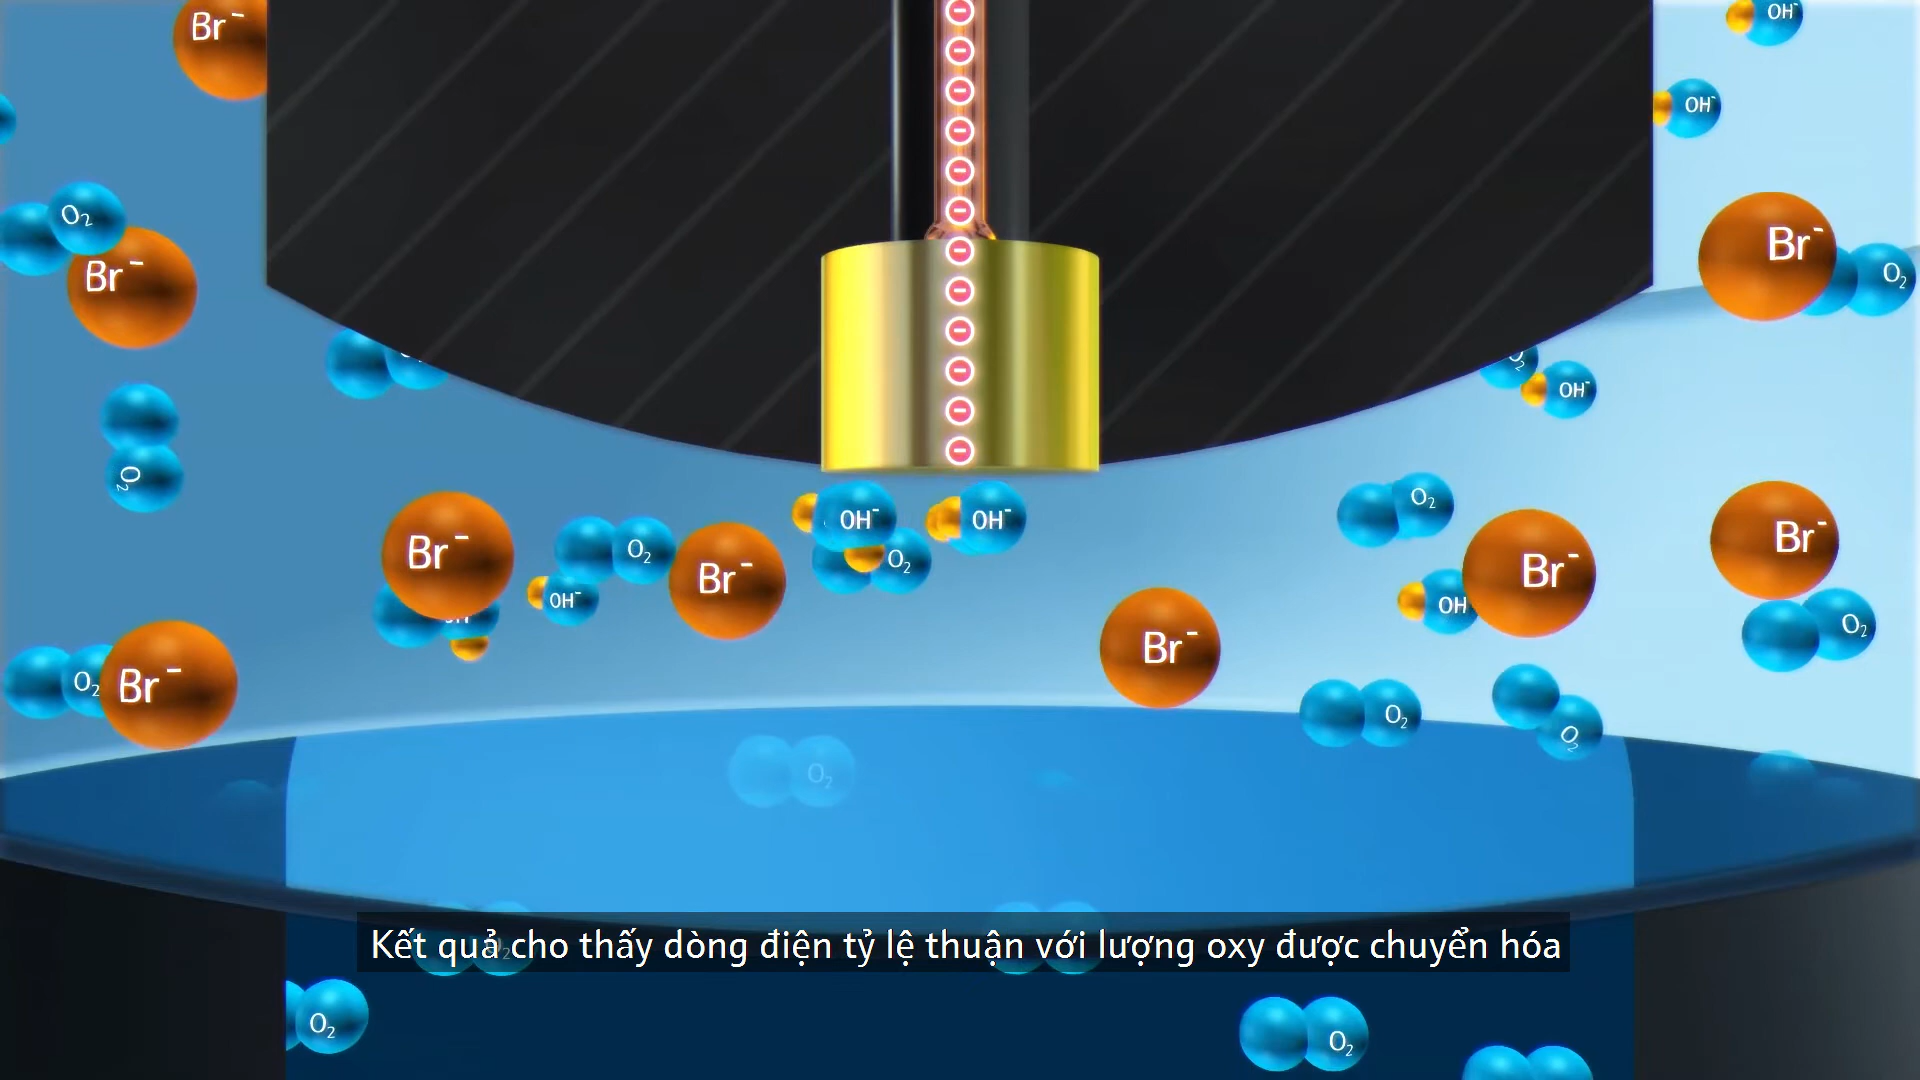 Br⁻
OH⁻
OH⁻
O₂
Br⁻
Br⁻
O₂
Br⁻
O₂
OH⁻
O₂
O₂
Br⁻
O₂
OH⁻
Br⁻
OH⁻
OH⁻
O₂
O₂
OH
Br⁻
Br⁻
O₂
O₂
Br⁻
Br⁻
O₂
O₂
O₂
Kết quả cho thấy dòng điện tỷ lệ thuận với lượng oxy được chuyển hóa
O₂
O₂